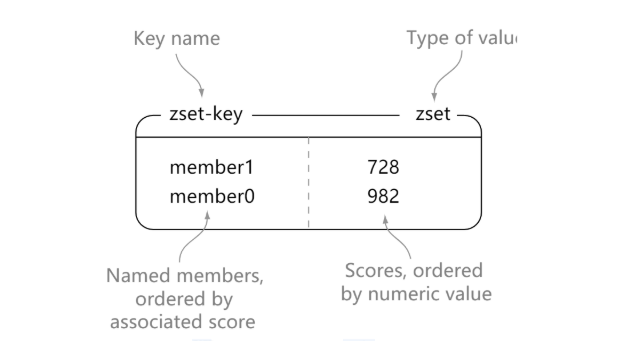 Key name
Type of valu
zset-key
zset
member1
728
member0
982
Named members,
ordered by
associated score
Scores, ordered
by numeric value